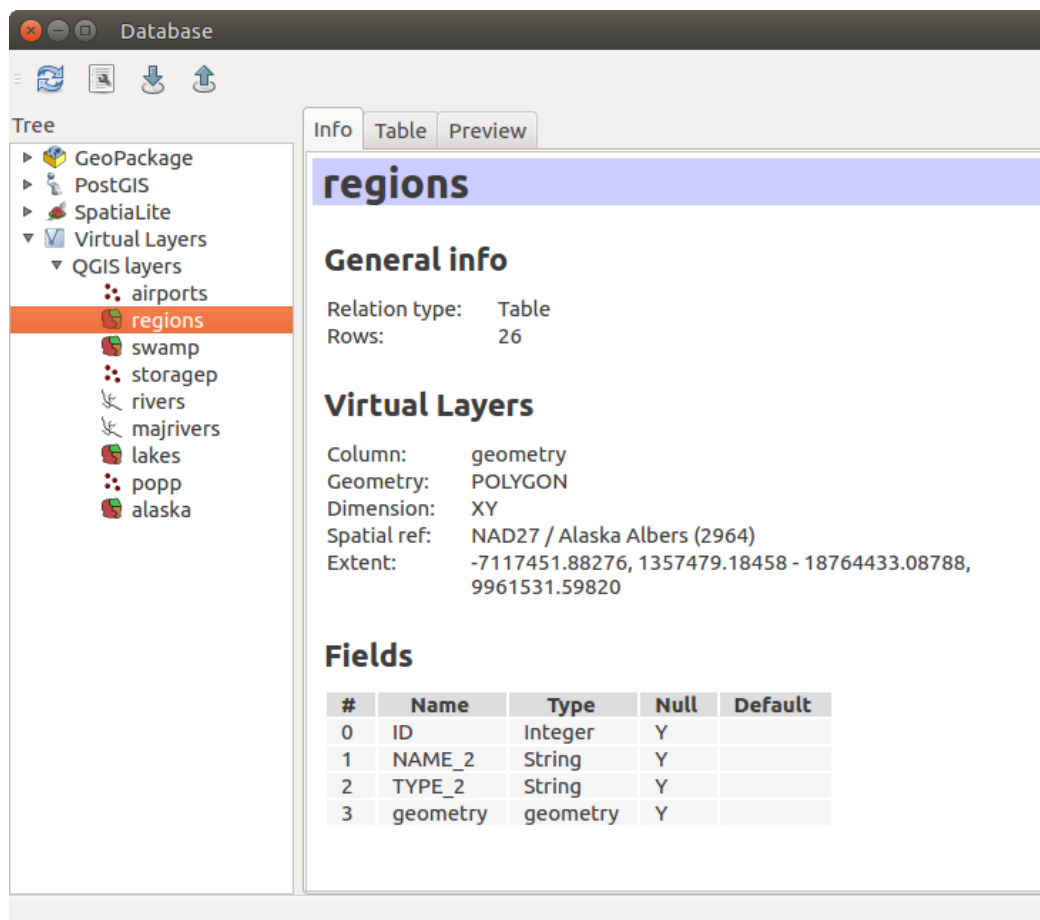 Database
Tree
GeoPackage
PostGIS
SpatiaLite
Virtual Layers
QGIS layers
airports
regions
swamp
storagep
rivers
majrivers
lakes
popp
alaska
Info Table Preview
regions
General info
Relation type: Table
Rows: 26
Virtual Layers
Column: geometry
Geometry: POLYGON
Dimension: XY
Spatial ref: NAD27 / Alaska Albers (2964)
Extent: -7117451.88276, 1357479.18458 - 18764433.08788,
9961531.59820
Fields
# Name Type Null Default
0 ID Integer Y
1 NAME_2 String Y
2 TYPE_2 String Y
3 geometry geometry Y